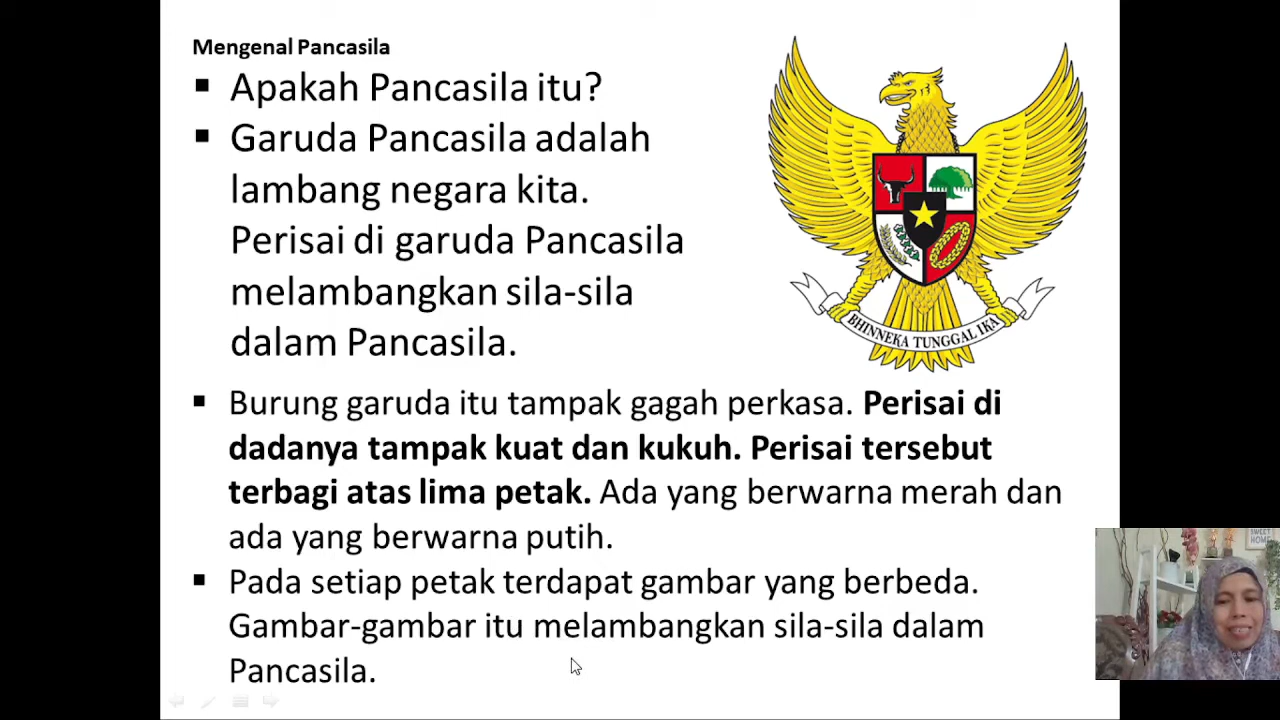 Mengenal Pancasila
▪ Apakah Pancasila itu?
▪ Garuda Pancasila adalah
lambang negara kita.
Perisai di garuda Pancasila
melambangkan sila-sila
dalam Pancasila.
BHINNEKA TUNGGAL IKA
▪ Burung garuda itu tampak gagah perkasa. Perisai di
dadanya tampak kuat dan kukuh. Perisai tersebut
terbagi atas lima petak. Ada yang berwarna merah dan
ada yang berwarna putih.
▪ Pada setiap petak terdapat gambar yang berbeda.
Gambar-gambar itu melambangkan sila-sila dalam
Pancasila.
SWEET
HOME